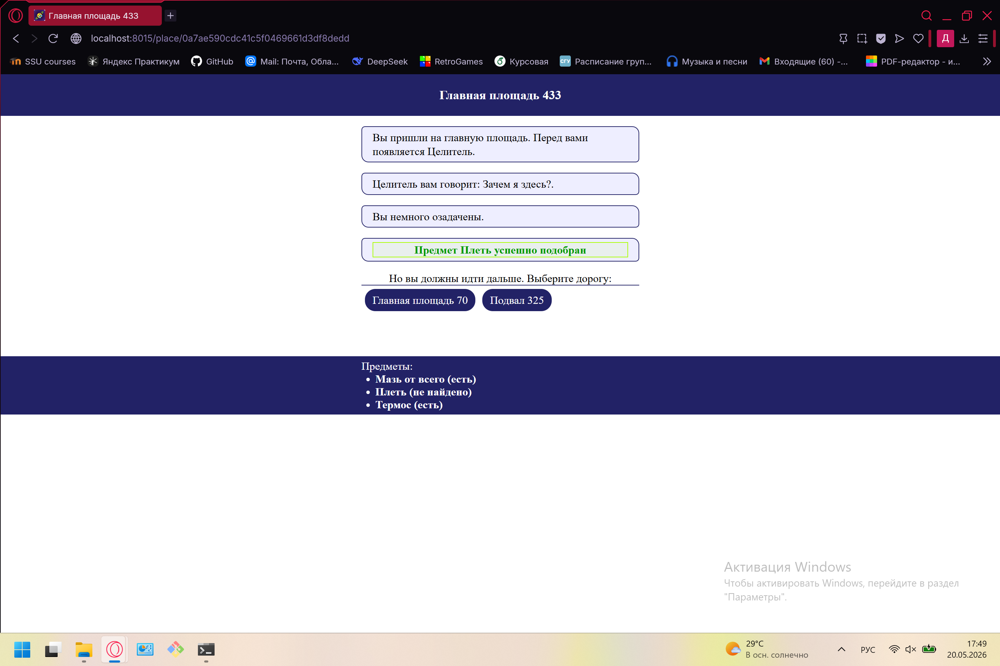 Главная площадь 433
localhost:8015/place/0a7ae590cdc41c5f0469661d3df8dedd
Д
SSU courses
Яндекс Практикум
GitHub
Mail: Почта, Обла...
DeepSeek
RetroGames
Курсовая
СГУ
Расписание груп...
Музыка и песни
Входящие (60) -...
PDF-редактор - и...
Главная площадь 433
Вы пришли на главную площадь. Перед вами
появляется Целитель.
Целитель вам говорит: Зачем я здесь?.
Вы немного озадачены.
Предмет Плеть успешно подобран
Но вы должны идти дальше. Выберите дорогу:
Главная площадь 70
Подвал 325
Предметы:
Мазь от всего (есть)
Плеть (не найдено)
Термос (есть)
Активация Windows
Чтобы активировать Windows, перейдите в раздел
"Параметры".
29°C
В осн. солнечно
РУС
17:49
20.05.2026